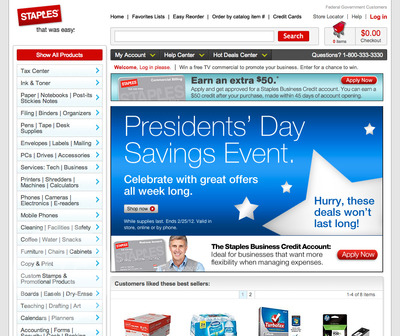 Federal Government Customers
STAPLES
that was easy.
Home | Favorites Lists | Easy Reorder | Order by catalog item # | Credit Cards
Store Locator | Help | Log in
Search
0 items
$0.00
Checkout
Show All Products
My Account
Help Center
Hot Deals Center
Questions? 1-800-333-3330
Welcome. Log in please. | Win a free TV commercial to promote your business. Enter for a chance to win.
Tax Center
Ink & Toner
Paper | Notebooks | Post-its
Stickies Notes
Filing | Binders | Organizers
Pens | Tape | Desk
Supplies
Envelopes | Labels | Mailing
PCs | Drives | Accessories
Services: Tech | Business
Printers | Shredders |
Machines | Calculators
Phones | Cameras |
Electronics | E-readers
Mobile Phones
Cleaning | Facilities | Safety
Coffee | Water | Snacks
Furniture | Chairs | Cabinets
Copy & Print
Custom Stamps &
Promotional Products
Boards | Easels | Dry-Erase
Teaching | Drafting | Art
Calendars | Planners
Accounting | Forms |
STAPLES
Earn an extra $50.*
Apply and get approved for a Staples Business Credit account. You can earn a
$50 credit after your purchase, made within 45 days of account opening.
Apply Now
Presidents' Day
Savings Event.
Celebrate with great offers
all week long.
Shop now
While supplies last. Ends 2/25/12. Valid in
store, online or by phone.
Hurry, these
deals won't
last long!
STAPLES
The Staples Business Credit Account:
Ideal for businesses that want more
flexibility when managing expenses.
Apply Now
Customers liked these best sellers:
1 2
1-4 of 8 items
TurboTax